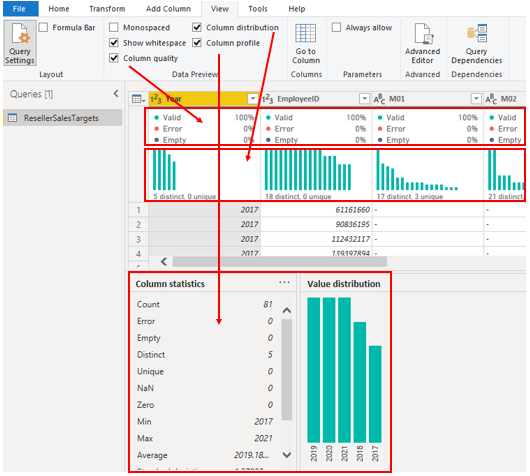 File Home Transform Add Column View Tools Help
Query Settings
Formula Bar
Layout
Monospaced
Show whitespace
Column quality
Column distribution
Column profile
Data Preview
Go to Column
Columns
Always allow
Parameters
Advanced Editor
Advanced
Query Dependencies
Dependencies
Queries [1]
ResellerSalesTargets
1²3 Year 1²3 EmployeeID ABC M01 ABC M02
Valid 100% Valid 100% Valid 100% Valid
Error 0% Error 0% Error 0% Error
Empty 0% Empty 0% Empty 0% Empty
5 distinct, 0 unique 18 distinct, 0 unique 17 distinct, 3 unique 21 distinct
1 2017 61161660 - -
2 2017 90836195 - -
3 2017 112432117 - -
4 2017 139397894 - -
5
Column statistics ...
Count 81
Error 0
Empty 0
Distinct 5
Unique 0
NaN 0
Zero 0
Min 2017
Max 2021
Average 2019.18...
Value distribution
2019
2020
2021
2018
2017